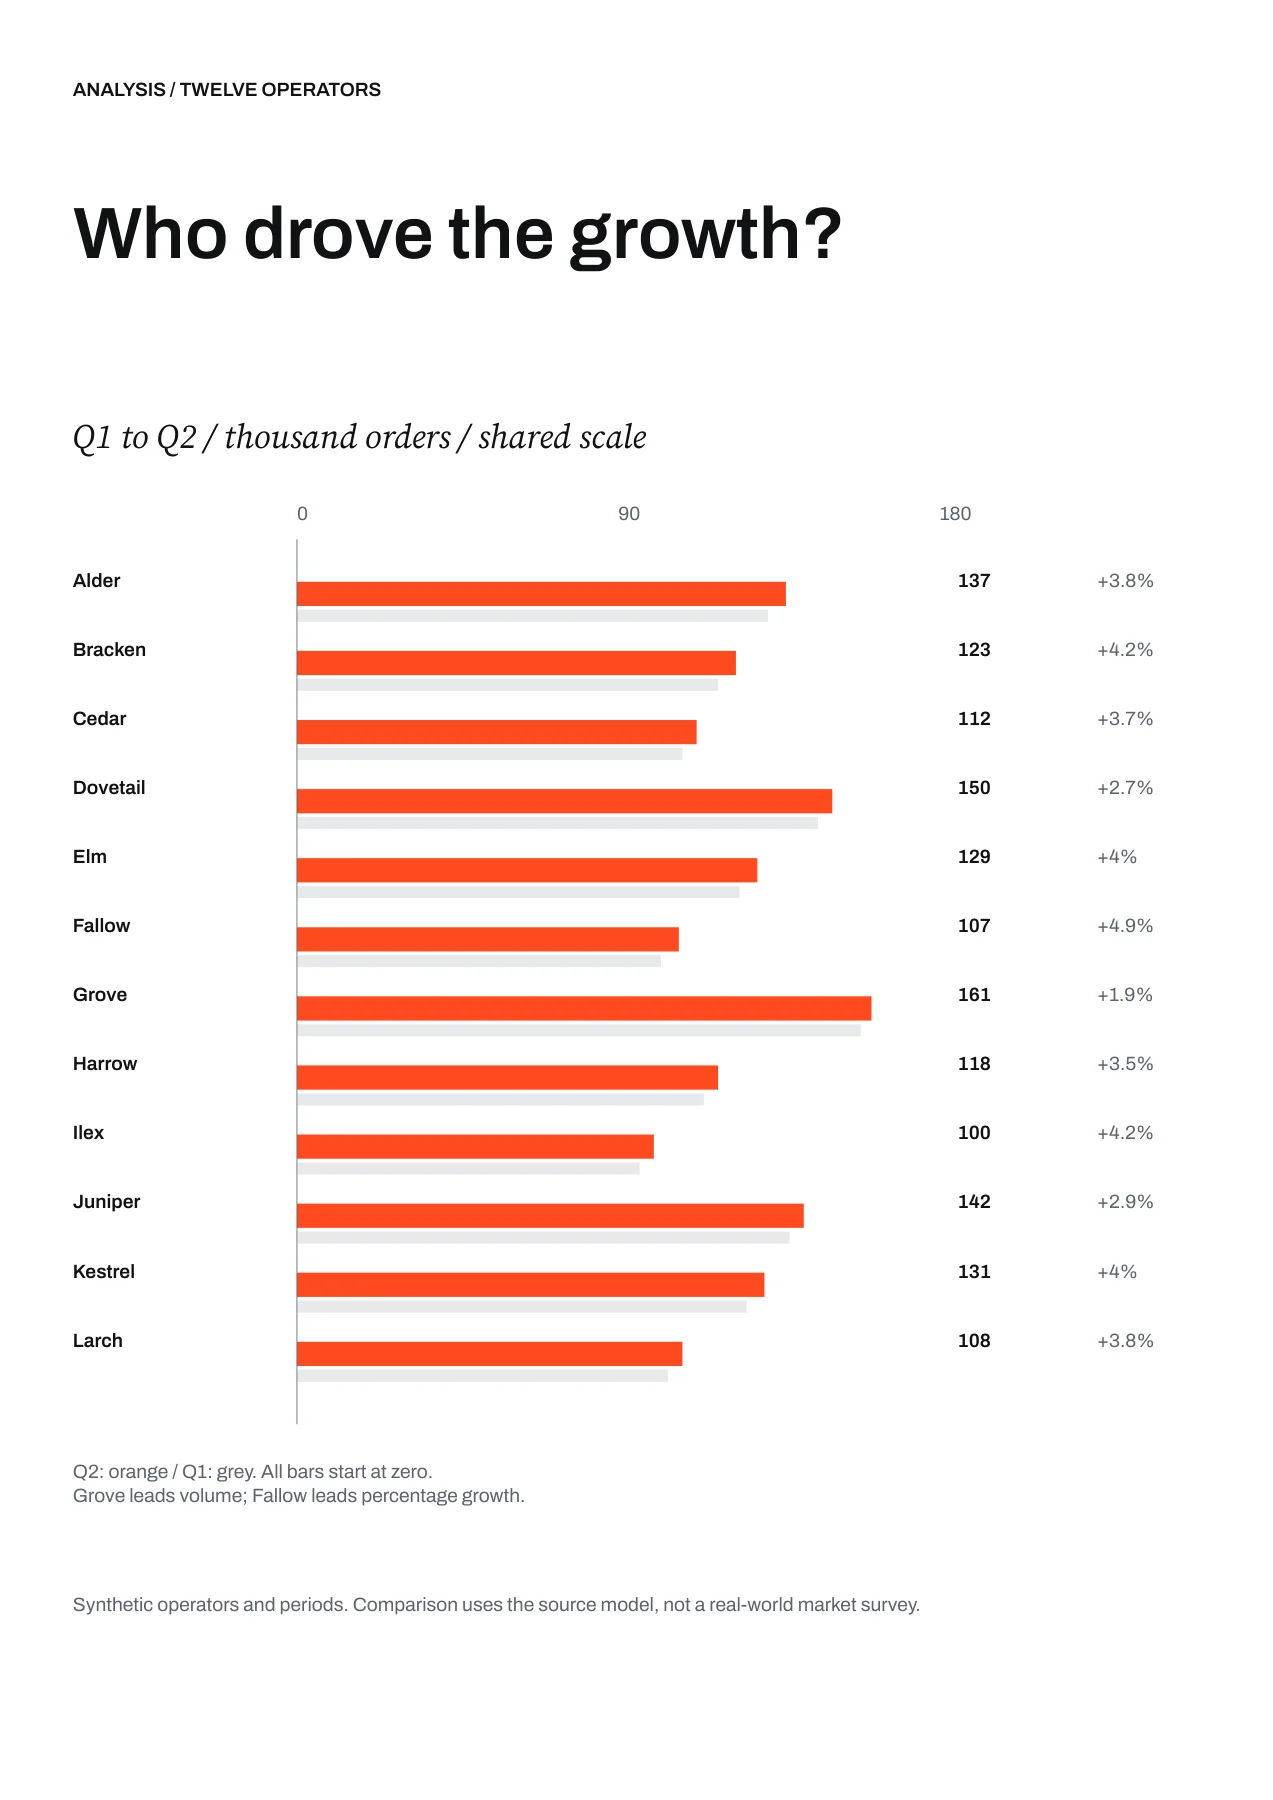 ANALYSIS / TWELVE OPERATORS
Who drove the growth?
Q1 to Q2 / thousand orders / shared scale
0 90 180
Alder 137 +3.8%
Bracken 123 +4.2%
Cedar 112 +3.7%
Dovetail 150 +2.7%
Elm 129 +4%
Fallow 107 +4.9%
Grove 161 +1.9%
Harrow 118 +3.5%
Ilex 100 +4.2%
Juniper 142 +2.9%
Kestrel 131 +4%
Larch 108 +3.8%
Q2: orange / Q1: grey. All bars start at zero.
Grove leads volume; Fallow leads percentage growth.
Synthetic operators and periods. Comparison uses the source model, not a real-world market survey.